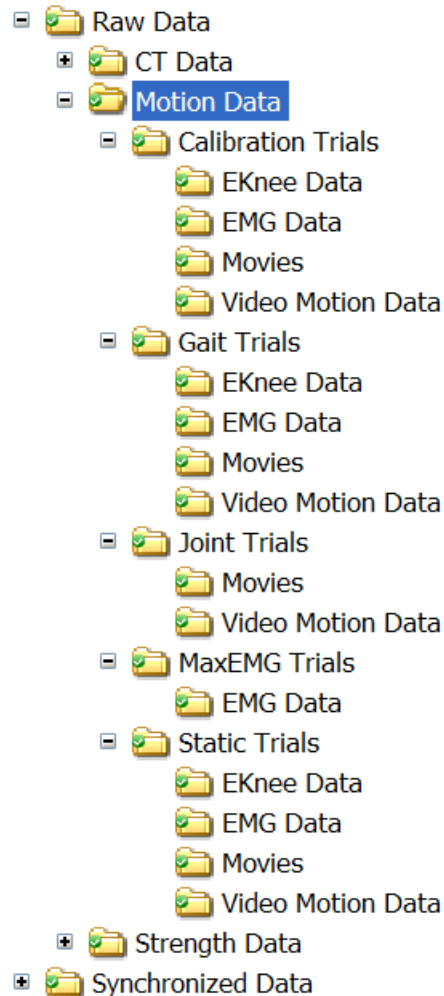 Raw Data
CT Data
Motion Data
Calibration Trials
EKnee Data
EMG Data
Movies
Video Motion Data
Gait Trials
EKnee Data
EMG Data
Movies
Video Motion Data
Joint Trials
Movies
Video Motion Data
MaxEMG Trials
EMG Data
Static Trials
EKnee Data
EMG Data
Movies
Video Motion Data
Strength Data
Synchronized Data